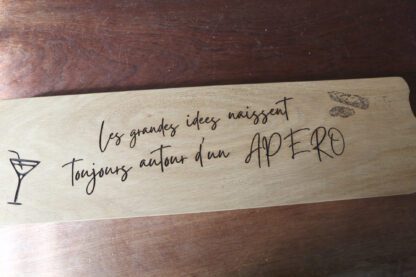 Les grandes idees naissent
toujours autour d'un APERO